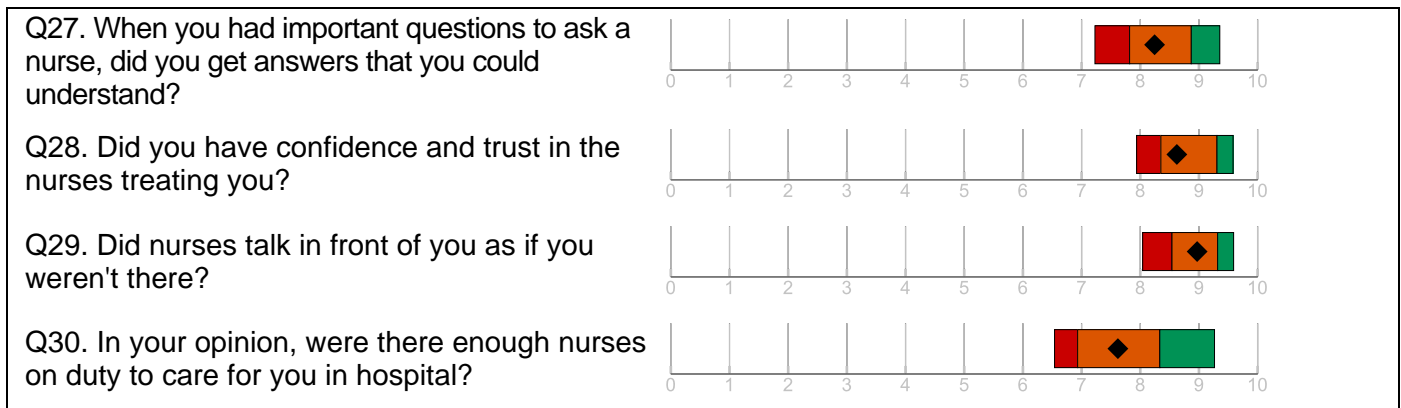 Q27. When you had important questions to ask a
nurse, did you get answers that you could
understand?
0 1 2 3 4 5 6 7 8 9 10
Q28. Did you have confidence and trust in the
nurses treating you?
0 1 2 3 4 5 6 7 8 9 10
Q29. Did nurses talk in front of you as if you
weren't there?
0 1 2 3 4 5 6 7 8 9 10
Q30. In your opinion, were there enough nurses
on duty to care for you in hospital?
0 1 2 3 4 5 6 7 8 9 10